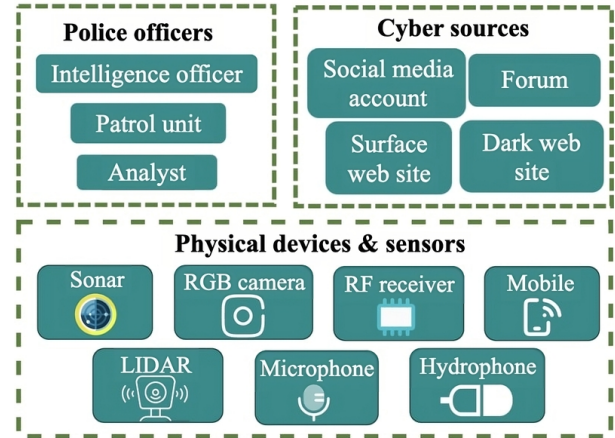 Police officers
Intelligence officer
Patrol unit
Analyst
Cyber sources
Social media
account
Forum
Surface
web site
Dark web
site
Physical devices & sensors
Sonar
RGB camera
RF receiver
Mobile
LIDAR
Microphone
Hydrophone